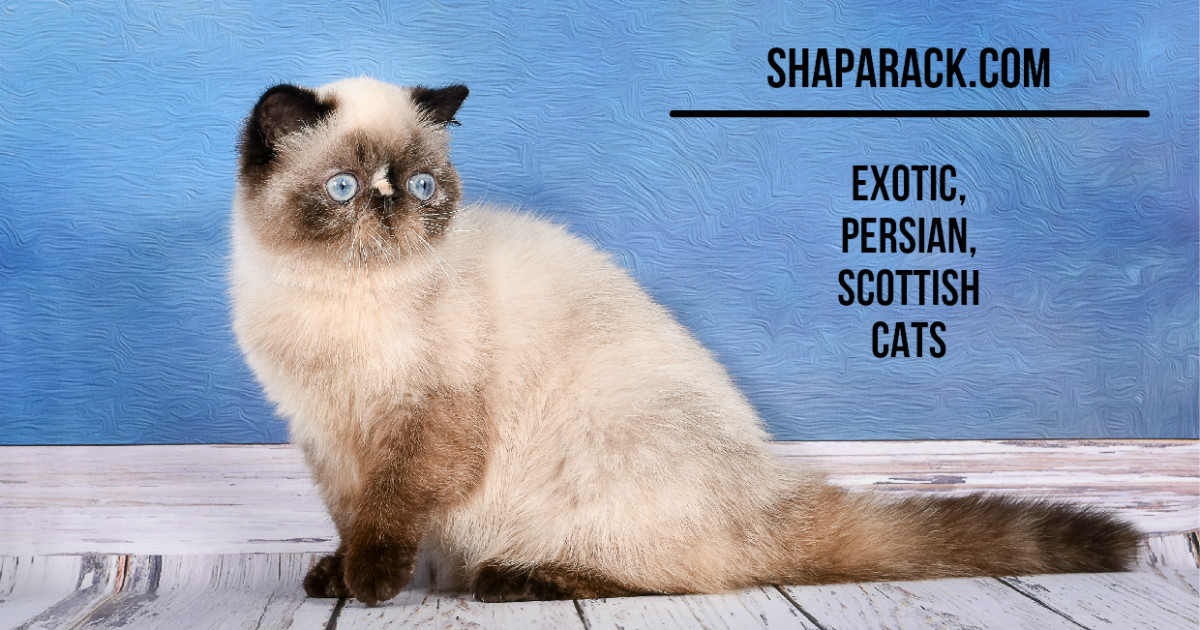 SHAPARACK.COM
EXOTIC,
PERSIAN,
SCOTTISH
CATS